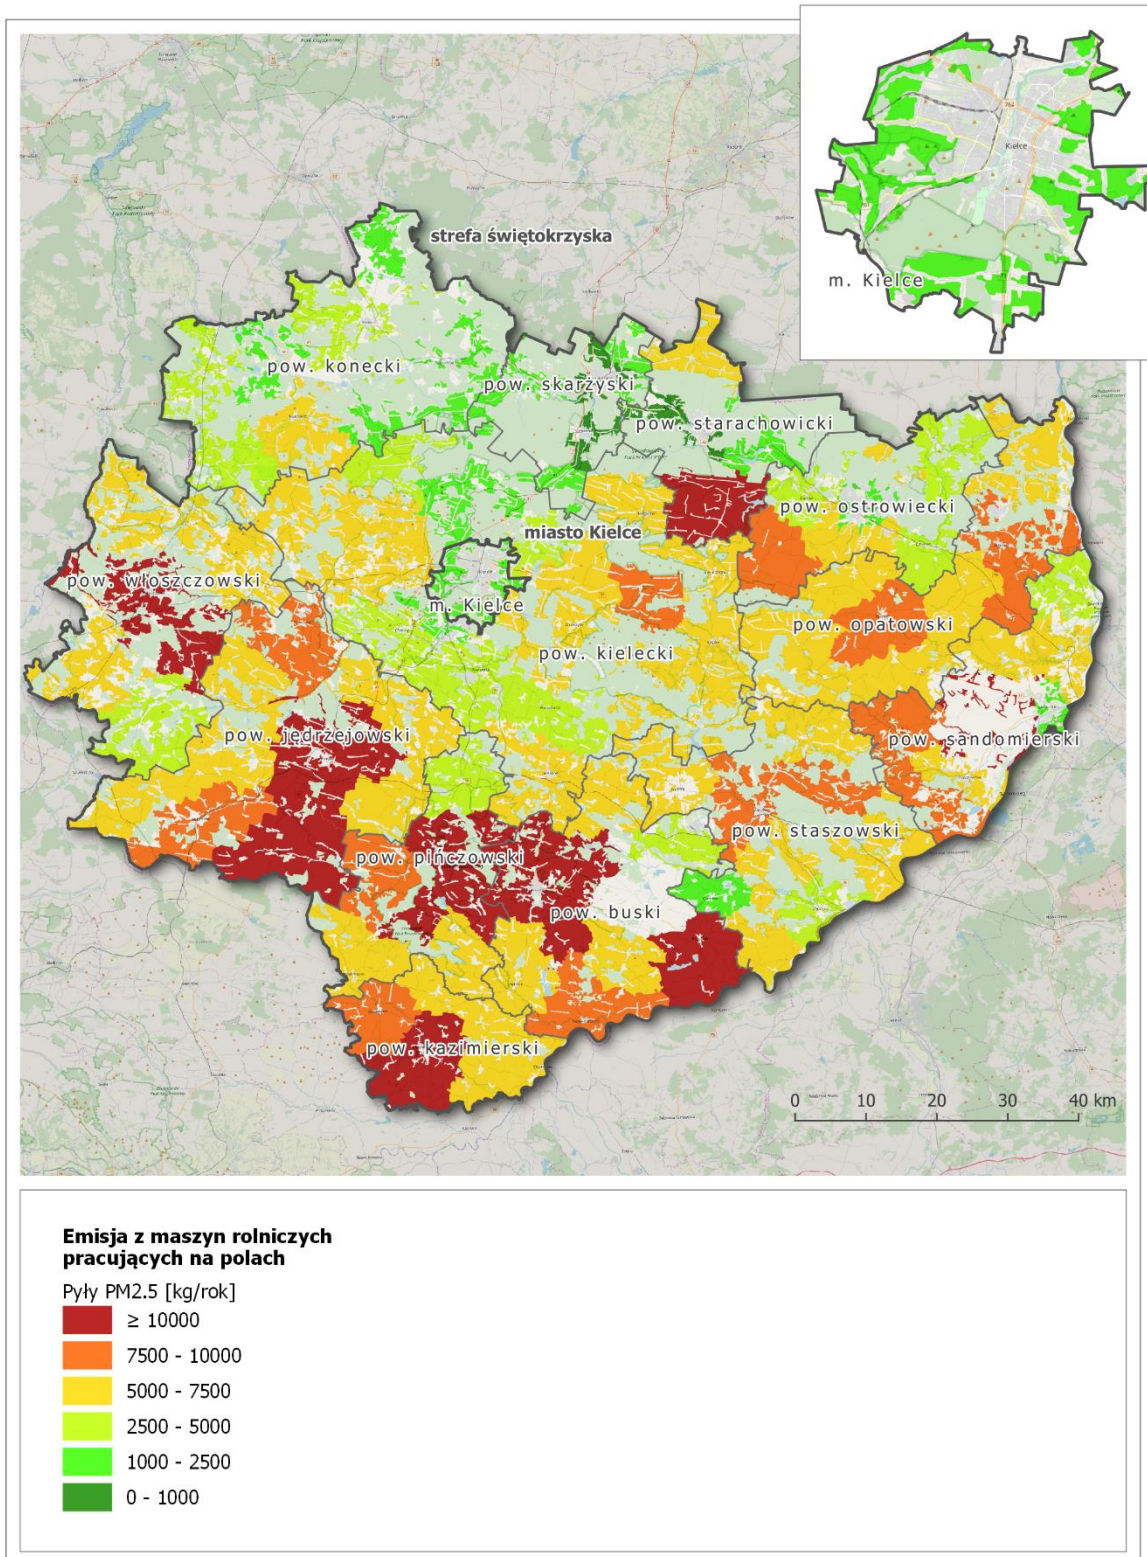 Kielce
m. Kielce
strefa świętokrzyska
pow. konecki
pow. skarżyski
pow. starachowicki
pow. ostrowiecki
miasto Kielce
pow. włoszczowski
m. Kielce
pow. opatowski
pow. kielecki
pow. jędrzejowski
pow. sandomierski
pow. staszowski
pow. pińczowski
pow. buski
pow. kazimierski
0 10 20 30 40 km
Emisja z maszyn rolniczych
pracujących na polach
Pyły PM2.5 [kg/rok]
≥ 10000
7500 - 10000
5000 - 7500
2500 - 5000
1000 - 2500
0 - 1000